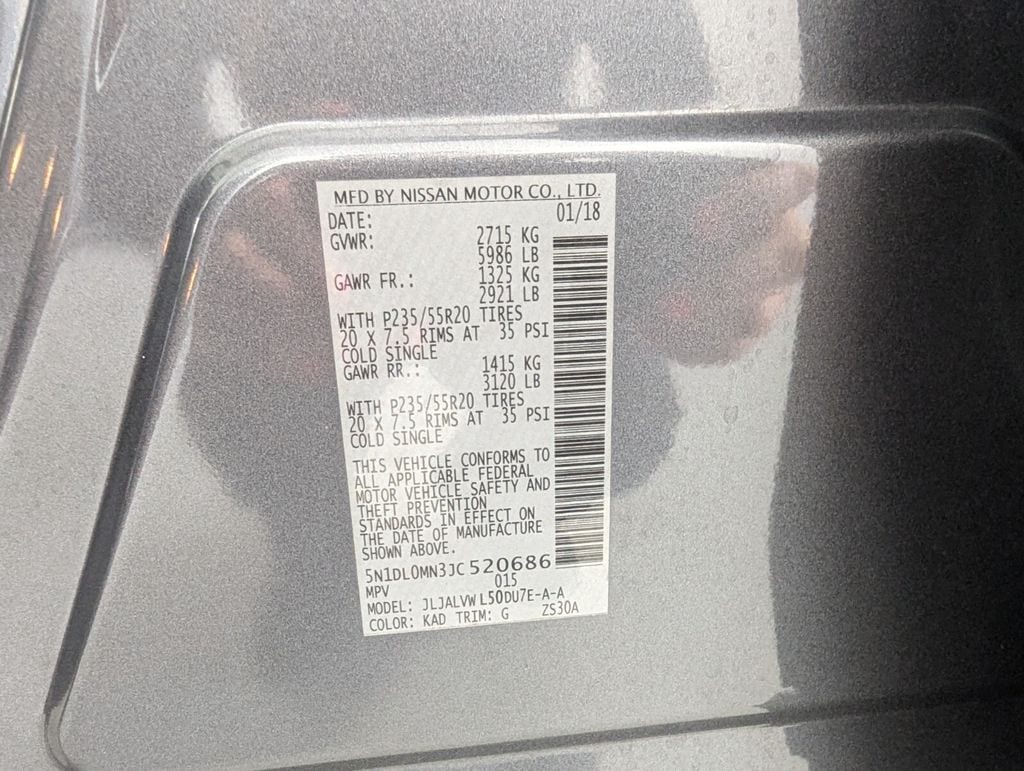 MFD BY NISSAN MOTOR CO., LTD.
DATE: 01/18
GVWR: 2715 KG
5986 LB
GAWR FR.: 1325 KG
2921 LB
WITH P235/55R20 TIRES
20 X 7.5 RIMS AT 35 PSI
COLD SINGLE
GAWR RR.: 1415 KG
3120 LB
WITH P235/55R20 TIRES
20 X 7.5 RIMS AT 35 PSI
COLD SINGLE
THIS VEHICLE CONFORMS TO
ALL APPLICABLE FEDERAL
MOTOR VEHICLE SAFETY AND
THEFT PREVENTION
STANDARDS IN EFFECT ON
THE DATE OF MANUFACTURE
SHOWN ABOVE.
5N1DL0MN3JC 520686
MPV 015
MODEL: JLJALVWL50DU7E-A-A
COLOR: KAD TRIM: G ZS30A